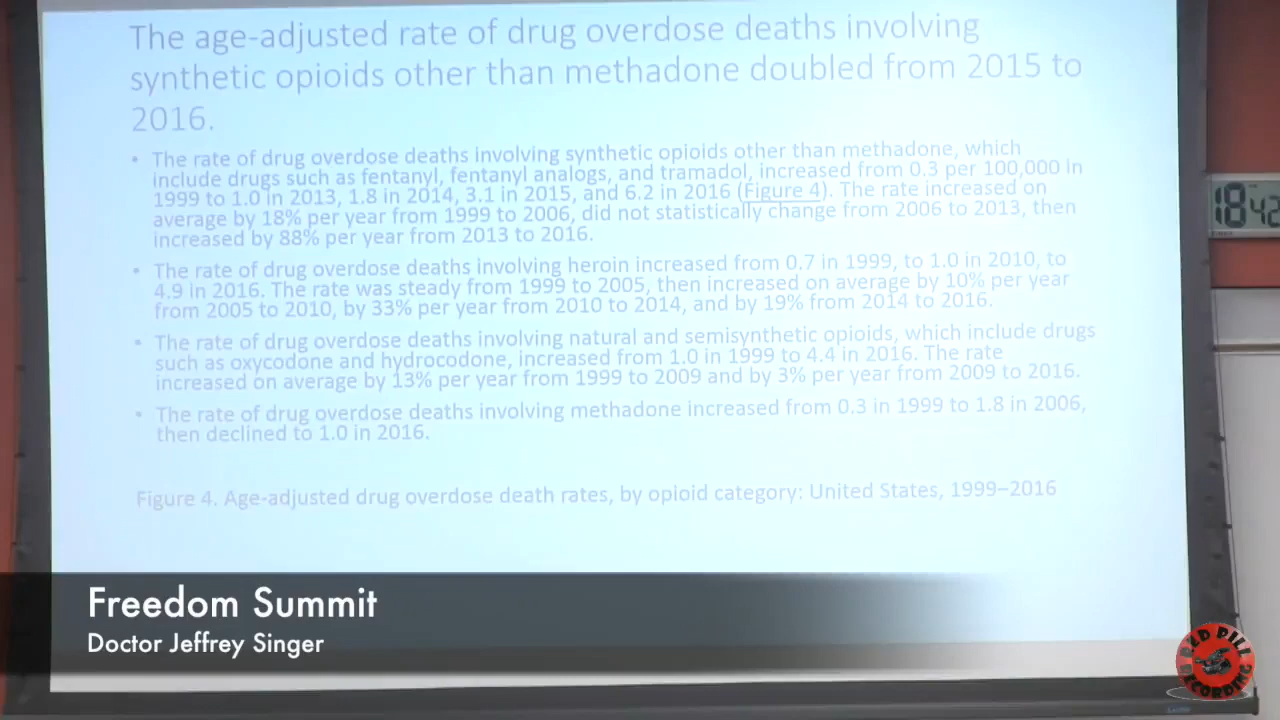 The age-adjusted rate of drug overdose deaths involving
synthetic opioids other than methadone doubled from 2015 to
2016.
• The rate of drug overdose deaths involving synthetic opioids other than methadone, which
include drugs such as fentanyl, fentanyl analogs, and tramadol, increased from 0.3 per 100,000 in
1999 to 1.0 in 2013, 1.8 in 2014, 3.1 in 2015, and 6.2 in 2016 (Figure 4). The rate increased on
average by 18% per year from 1999 to 2006, did not statistically change from 2006 to 2013, then
increased by 88% per year from 2013 to 2016.
• The rate of drug overdose deaths involving heroin increased from 0.7 in 1999, to 1.0 in 2010, to
4.9 in 2016. The rate was steady from 1999 to 2005, then increased on average by 10% per year
from 2005 to 2010, by 33% per year from 2010 to 2014, and by 19% from 2014 to 2016.
• The rate of drug overdose deaths involving natural and semisynthetic opioids, which include drugs
such as oxycodone and hydrocodone, increased from 1.0 in 1999 to 4.4 in 2016. The rate
increased on average by 13% per year from 1999 to 2009 and by 3% per year from 2009 to 2016.
• The rate of drug overdose deaths involving methadone increased from 0.3 in 1999 to 1.8 in 2006,
then declined to 1.0 in 2016.
Figure 4. Age-adjusted drug overdose death rates, by opioid category: United States, 1999–2016
18 42
Freedom Summit
Doctor Jeffrey Singer
RED PILL
RECORDING